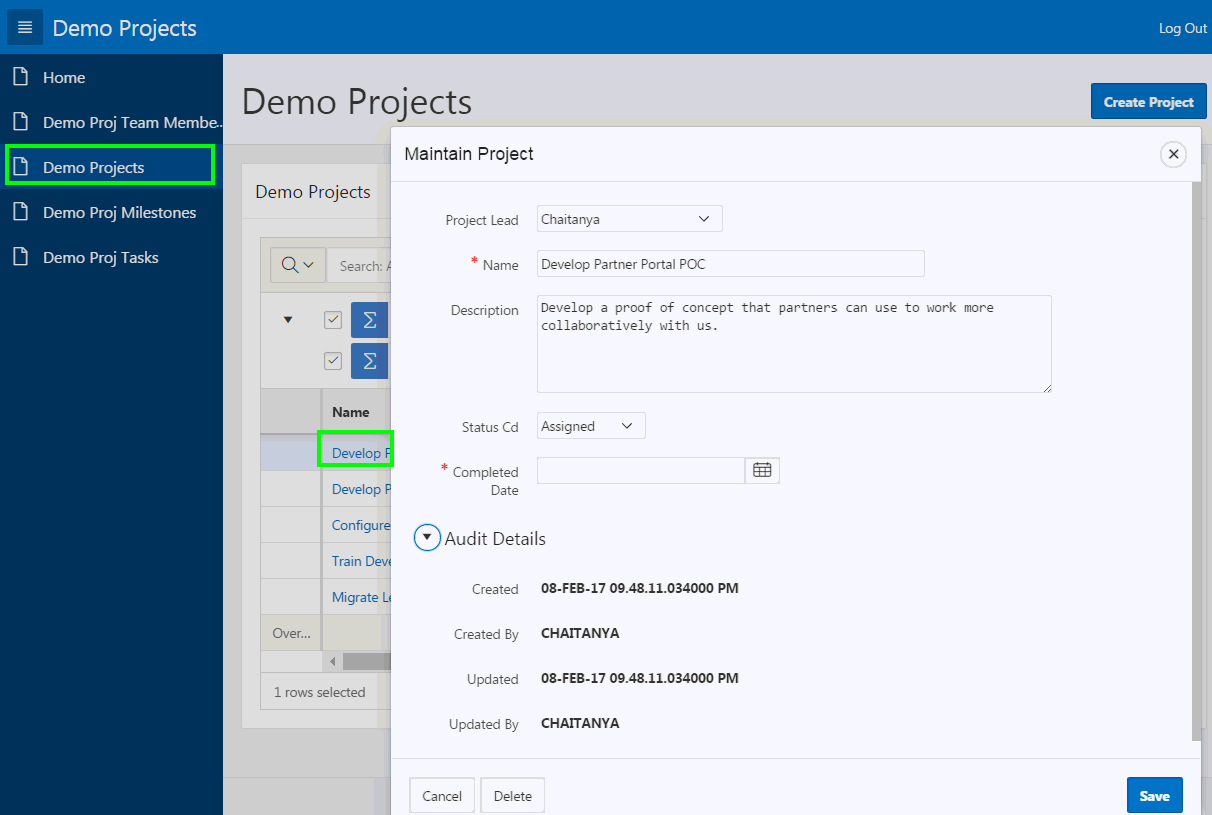 Demo Projects
Log Out
Home
Demo Proj Team Membe..
Demo Projects
Demo Proj Milestones
Demo Proj Tasks
Demo Projects
Create Project
Demo Projects
Search: A
Name
Develop P
Develop P
Configure
Train Deve
Migrate Le
Over...
1 rows selected
Maintain Project
Project Lead Chaitanya
* Name Develop Partner Portal POC
Description Develop a proof of concept that partners can use to work more
collaboratively with us.
Status Cd Assigned
* Completed
Date
Audit Details
Created 08-FEB-17 09.48.11.034000 PM
Created By CHAITANYA
Updated 08-FEB-17 09.48.11.034000 PM
Updated By CHAITANYA
Cancel Delete Save